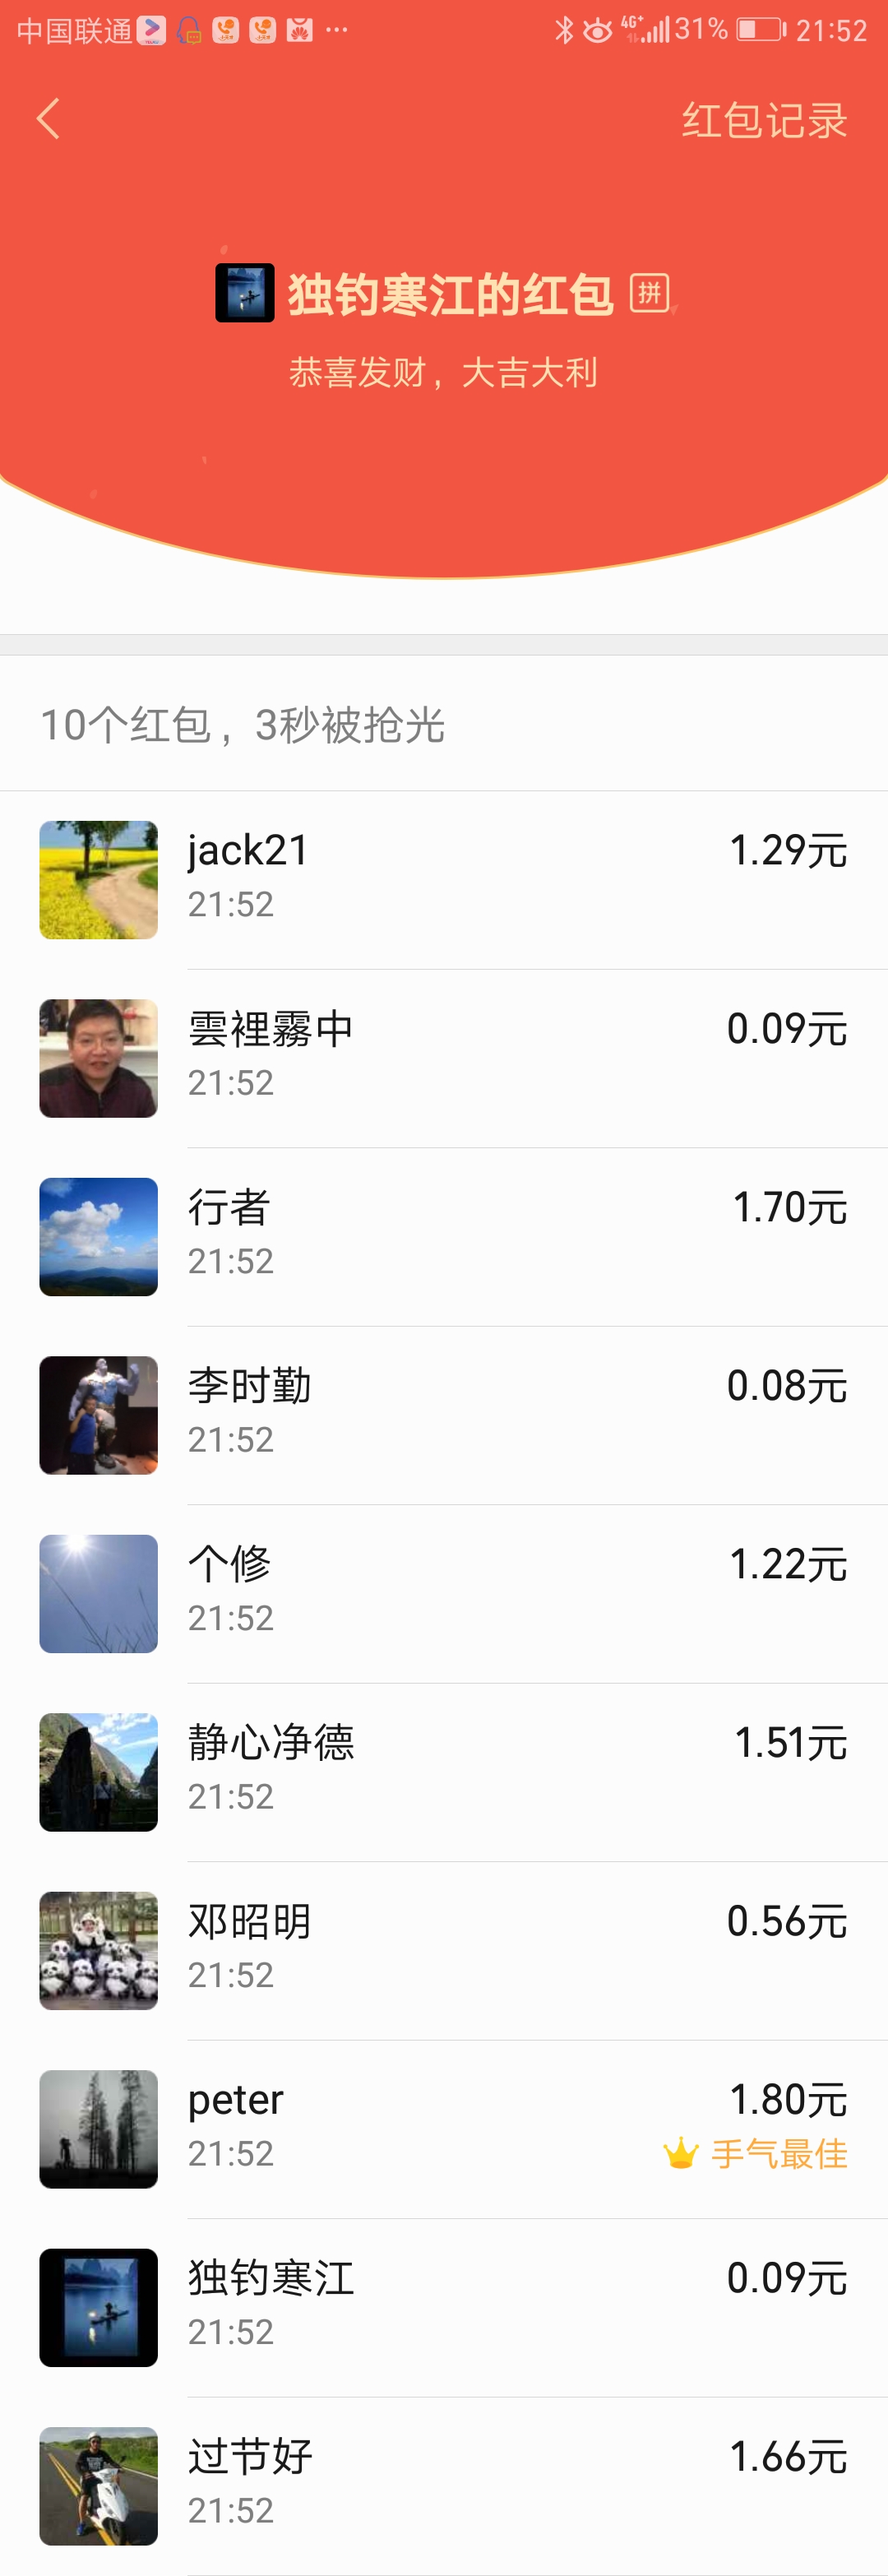 中国联通 ··· 4G+ 31% 21:52
红包记录
独钓寒江的红包 拼
恭喜发财，大吉大利
10个红包，3秒被抢光
jack21 1.29元
21:52
雲裡霧中 0.09元
21:52
行者 1.70元
21:52
李时勤 0.08元
21:52
个修 1.22元
21:52
静心净德 1.51元
21:52
邓昭明 0.56元
21:52
peter 1.80元
21:52 手气最佳
独钓寒江 0.09元
21:52
过节好 1.66元
21:52